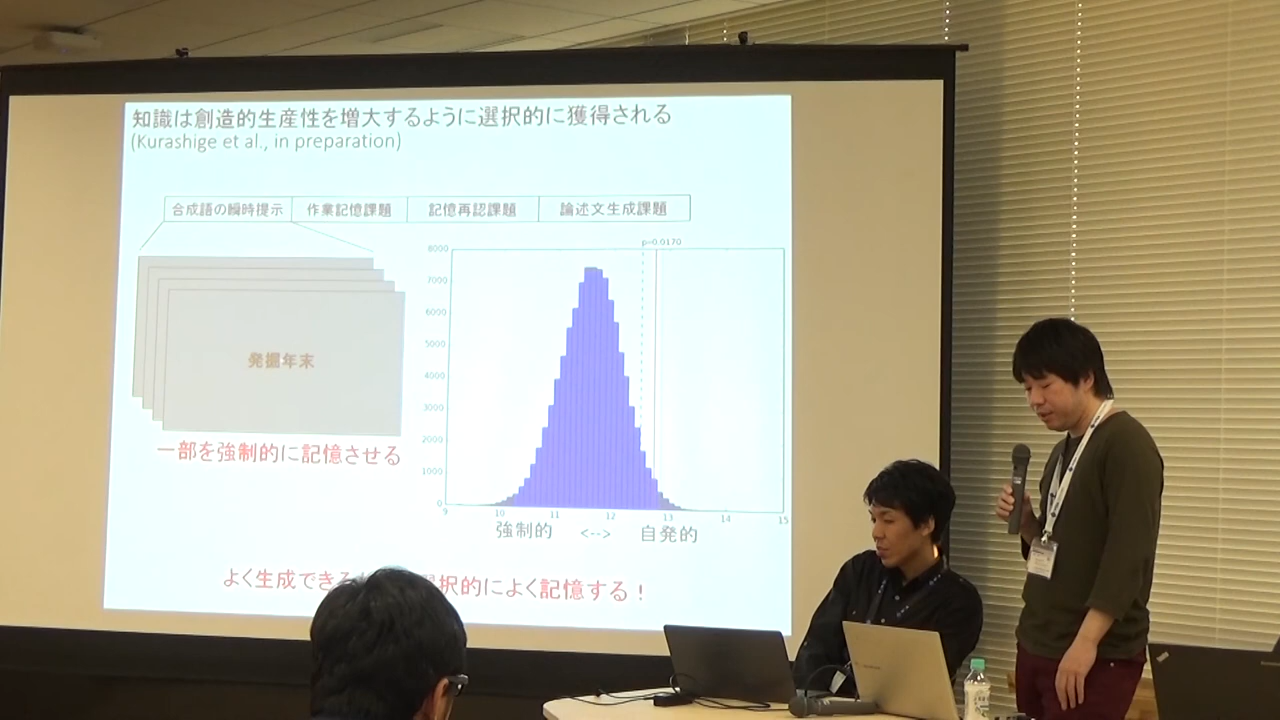 知識は創造的生産性を増大するように選択的に獲得される
(Kurashige et al., in preparation)
合成語の瞬時提示 作業記憶課題 記憶再認課題 論述文生成課題
p=0.0170
8000
7000
6000
5000
4000
3000
2000
1000
0
9 10 11 12 13 14 15
発掘年末
一部を強制的に記憶させる
強制的 <--> 自発的
よく生成できる 選択的によく記憶する！